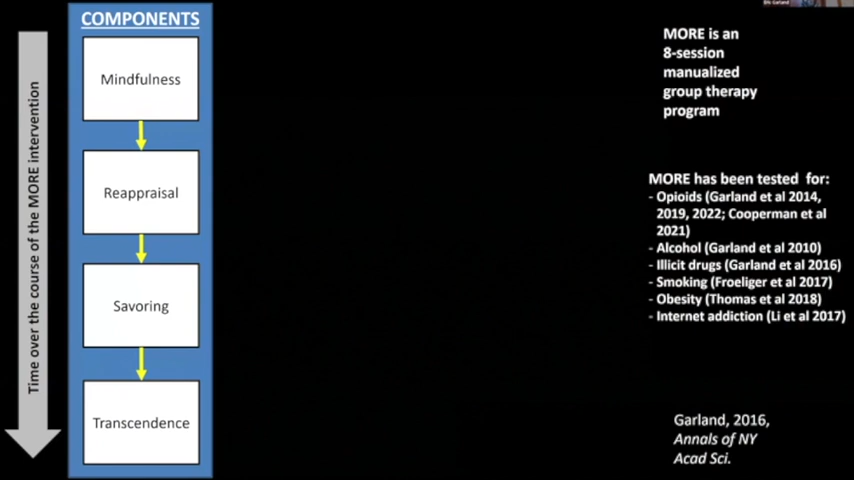 COMPONENTS
Mindfulness
Reappraisal
Savoring
Transcendence
Time over the course of the MORE intervention
MORE is an
8-session
manualized
group therapy
program
MORE has been tested for:
- Opioids (Garland et al 2014,
2019, 2022; Cooperman et al
2021)
- Alcohol (Garland et al 2010)
- Illicit drugs (Garland et al 2016)
- Smoking (Froeliger et al 2017)
- Obesity (Thomas et al 2018)
- Internet addiction (Li et al 2017)
Garland, 2016,
Annals of NY
Acad Sci.